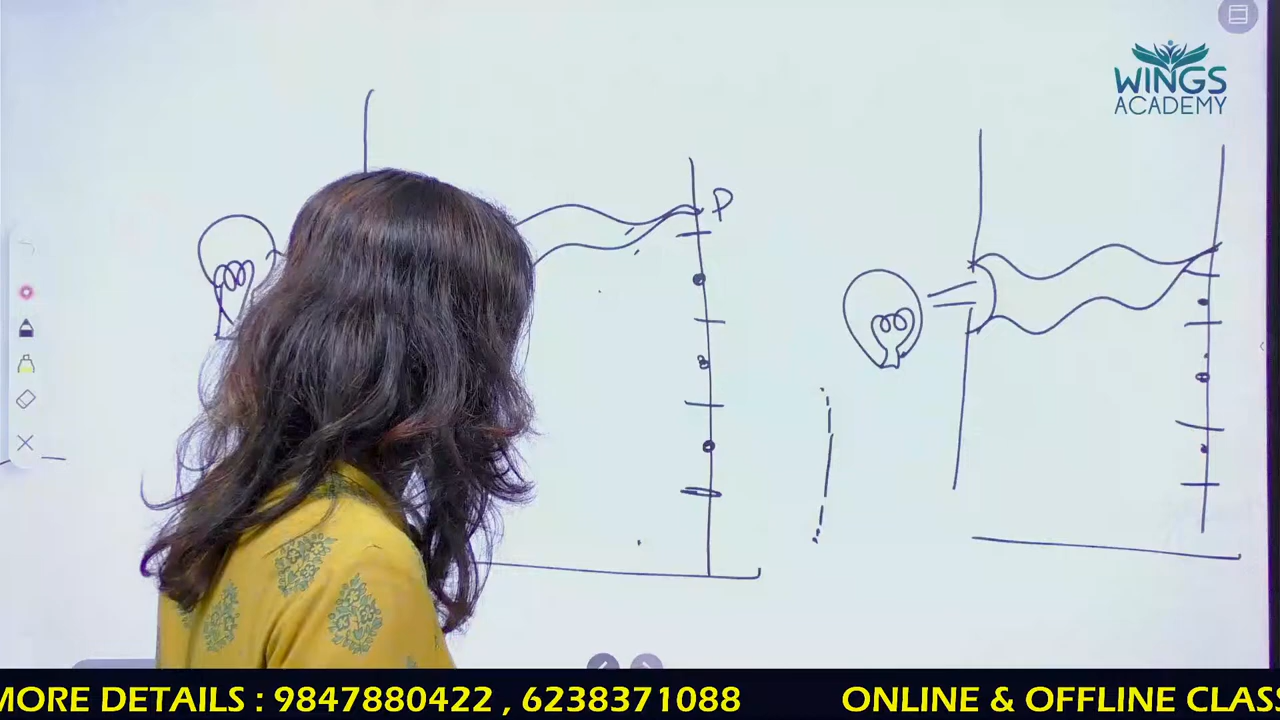 WINGS
ACADEMY
P
MORE DETAILS : 9847880422 , 6238371088 ONLINE & OFFLINE CLASS